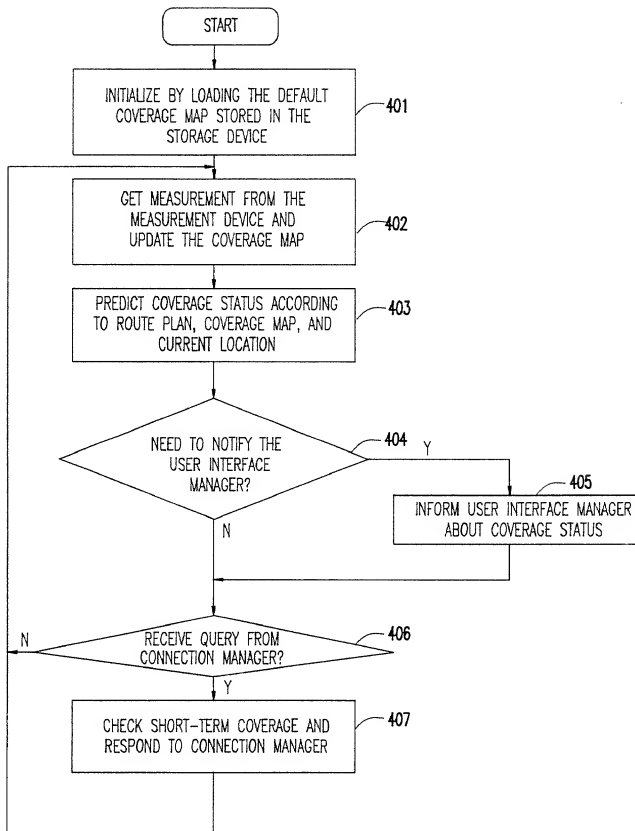 START
INITIALIZE BY LOADING THE DEFAULT
COVERAGE MAP STORED IN THE
STORAGE DEVICE
401
GET MEASUREMENT FROM THE
MEASUREMENT DEVICE AND
UPDATE THE COVERAGE MAP
402
PREDICT COVERAGE STATUS ACCORDING
TO ROUTE PLAN, COVERAGE MAP, AND
CURRENT LOCATION
403
NEED TO NOTIFY THE
USER INTERFACE
MANAGER?
404
Y
405
INFORM USER INTERFACE MANAGER
ABOUT COVERAGE STATUS
N
RECEIVE QUERY FROM
CONNECTION MANAGER?
406
N
Y
CHECK SHORT-TERM COVERAGE AND
RESPOND TO CONNECTION MANAGER
407